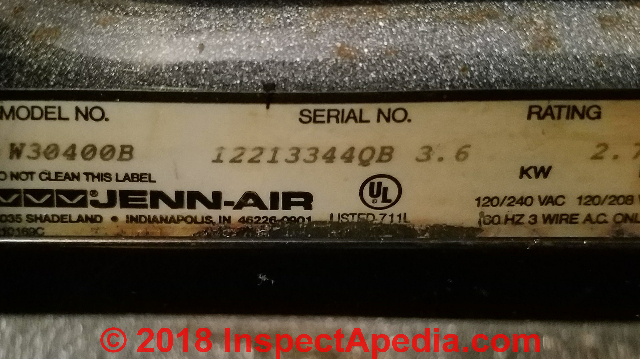 MODEL NO. SERIAL NO. RATING
W30400B 12213344QB 3.6 2.7
DO NOT CLEAN THIS LABEL KW
JENN-AIR UL 120/240 VAC 120/208
035 SHADELAND • INDIANAPOLIS, IN 46226-0901 LISTED 711L 60 HZ 3 WIRE A.C. ONL
© 2018 InspectApedia.com